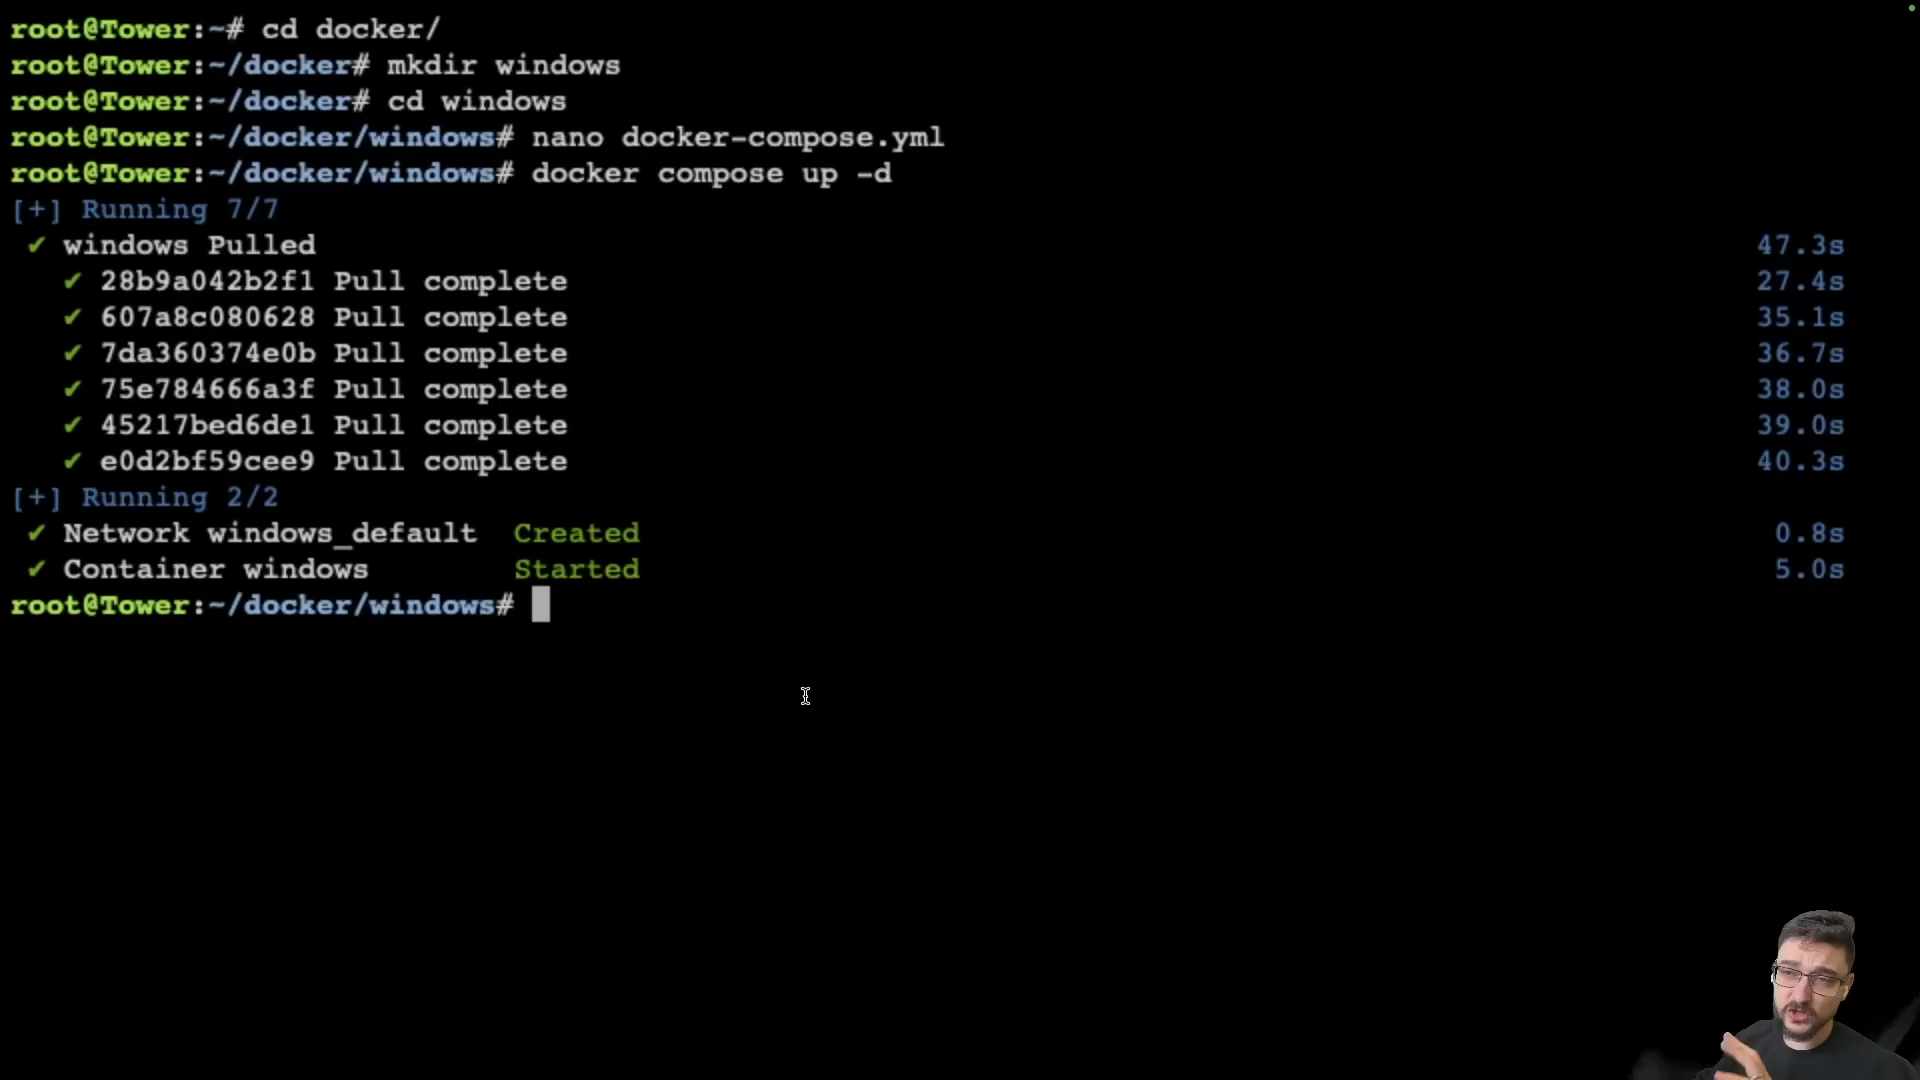 root@Tower:~# cd docker/
root@Tower:~/docker# mkdir windows
root@Tower:~/docker# cd windows
root@Tower:~/docker/windows# nano docker-compose.yml
root@Tower:~/docker/windows# docker compose up -d
[+] Running 7/7
✔ windows Pulled 47.3s
✔ 28b9a042b2f1 Pull complete 27.4s
✔ 607a8c080628 Pull complete 35.1s
✔ 7da360374e0b Pull complete 36.7s
✔ 75e784666a3f Pull complete 38.0s
✔ 45217bed6de1 Pull complete 39.0s
✔ e0d2bf59cee9 Pull complete 40.3s
[+] Running 2/2
✔ Network windows_default Created 0.8s
✔ Container windows Started 5.0s
root@Tower:~/docker/windows#